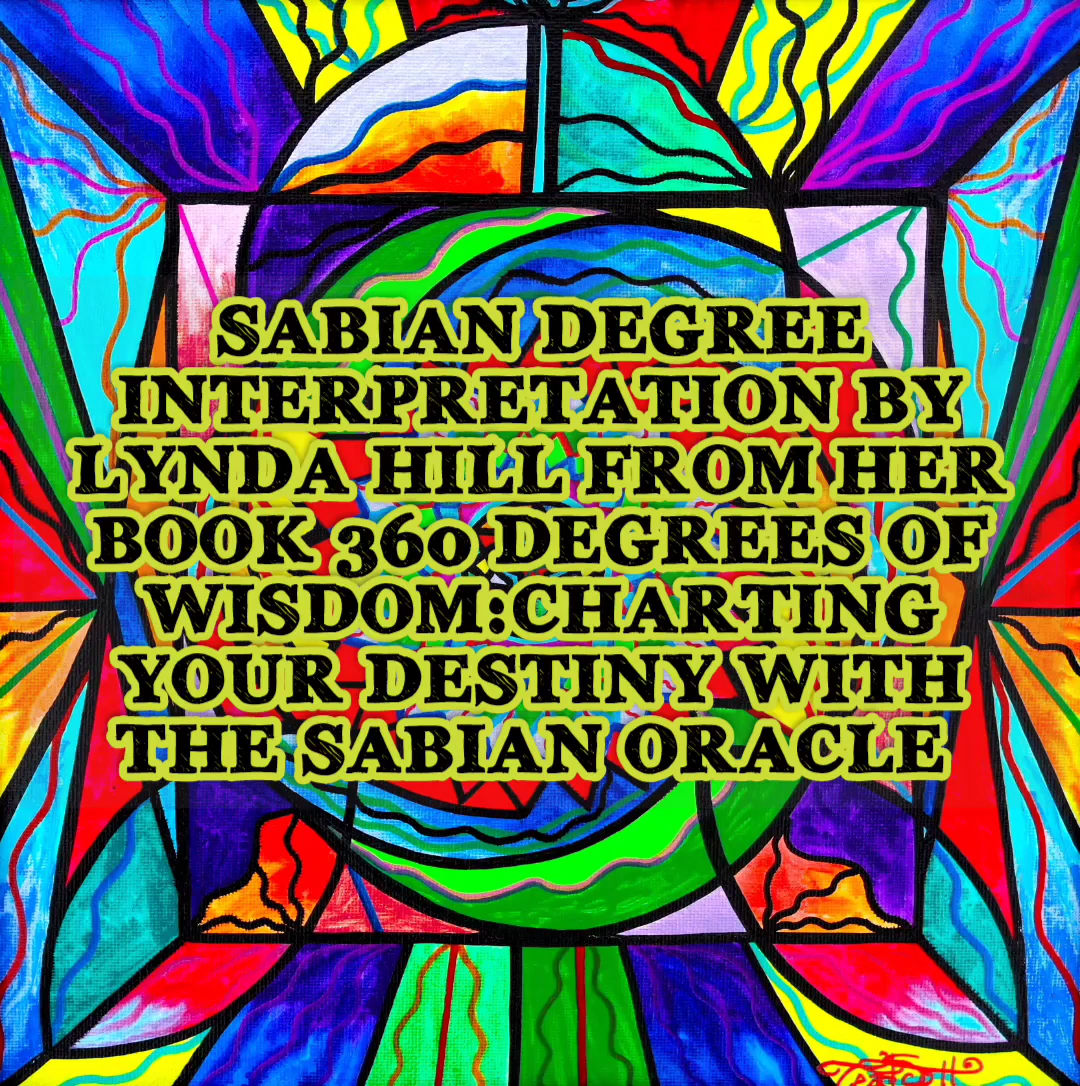 SABIAN DEGREE
INTERPRETATION BY
LYNDA HILL FROM HER
BOOK 360 DEGREES OF
WISDOM:CHARTING
YOUR DESTINY WITH
THE SABIAN ORACLE